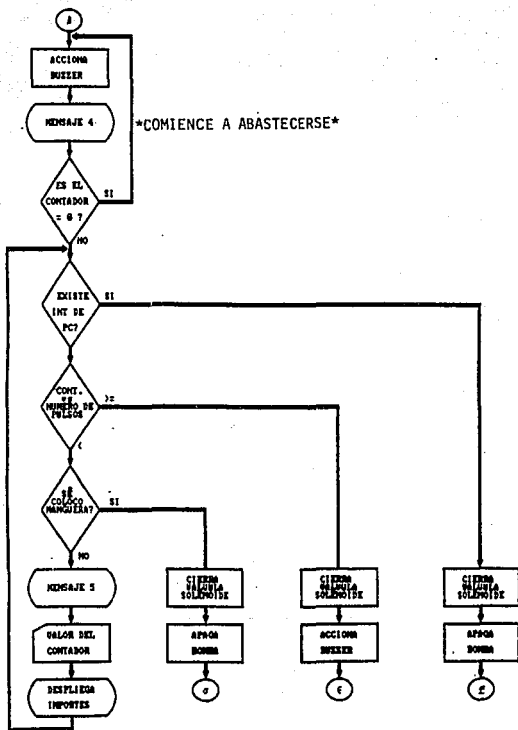 A
ACCIONA
BUZZER
MENSAJE 4
*COMIENCE A ABASTECERSE*
ES EL
CONTADOR
= 0 ?
SI
NO
EXISTE
INT DE
PC?
SI
CONT.
vs
NUMERO DE
PULSOS
>=
<
SE
COLOCO
MANGUERA?
SI
NO
MENSAJE 5
VALOR DEL
CONTADOR
DESPLIEGA
IMPORTES
CIERRA
VALVULA
SOLENOIDE
APAGA
BOMBA
CIERRA
VALVULA
SOLENOIDE
ACCIONA
BUZZER
CIERRA
VALVULA
SOLENOIDE
APAGA
BOMBA
σ
€
£